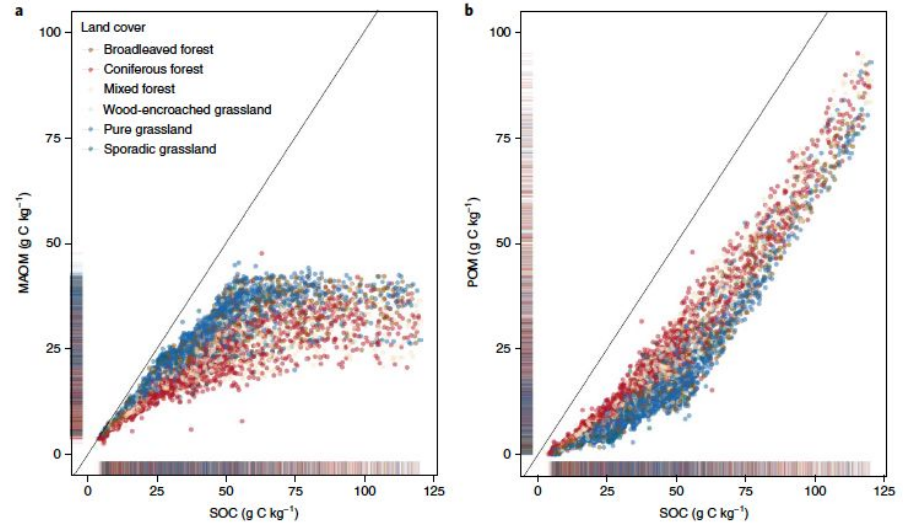 a
Land cover
Broadleaved forest
Coniferous forest
Mixed forest
Wood-encroached grassland
Pure grassland
Sporadic grassland
100
75
50
25
0
MAOM (g C kg⁻¹)
0 25 50 75 100 125
SOC (g C kg⁻¹)
b
100
75
50
25
0
POM (g C kg⁻¹)
0 25 50 75 100 125
SOC (g C kg⁻¹)